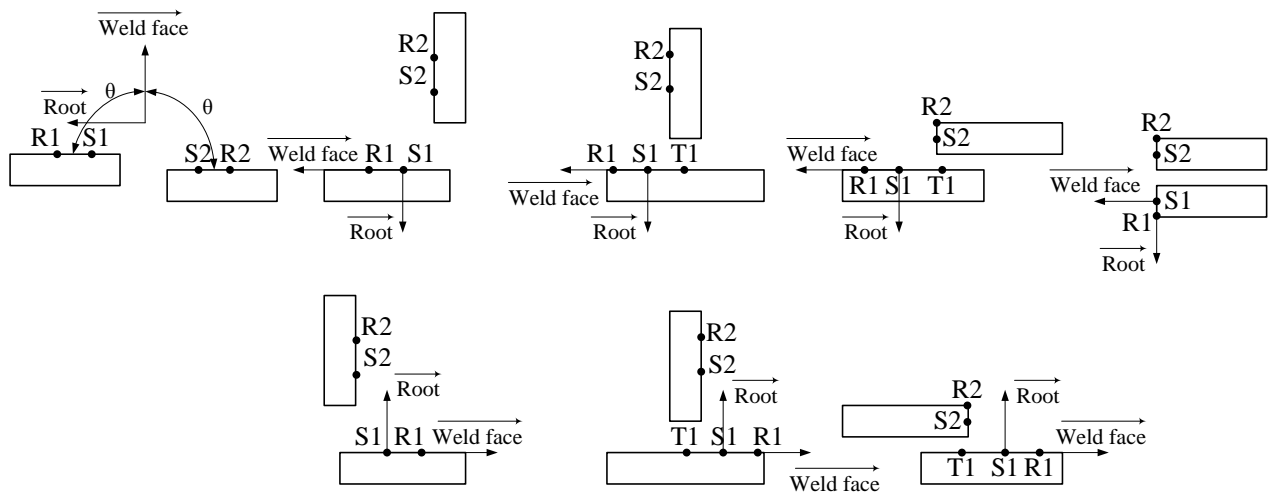 Weld face
θ
θ
Root
R1 S1
S2 R2
R2
S2
Weld face
R1 S1
Root
R2
S2
R1 S1 T1
Weld face
Root
R2
S2
Weld face
R1 S1 T1
Root
R2
S2
Weld face
S1
R1
Root
R2
S2
Root
S1 R1
Weld face
R2
S2
Root
T1 S1 R1
Weld face
R2
S2
Root
Weld face
T1 S1 R1